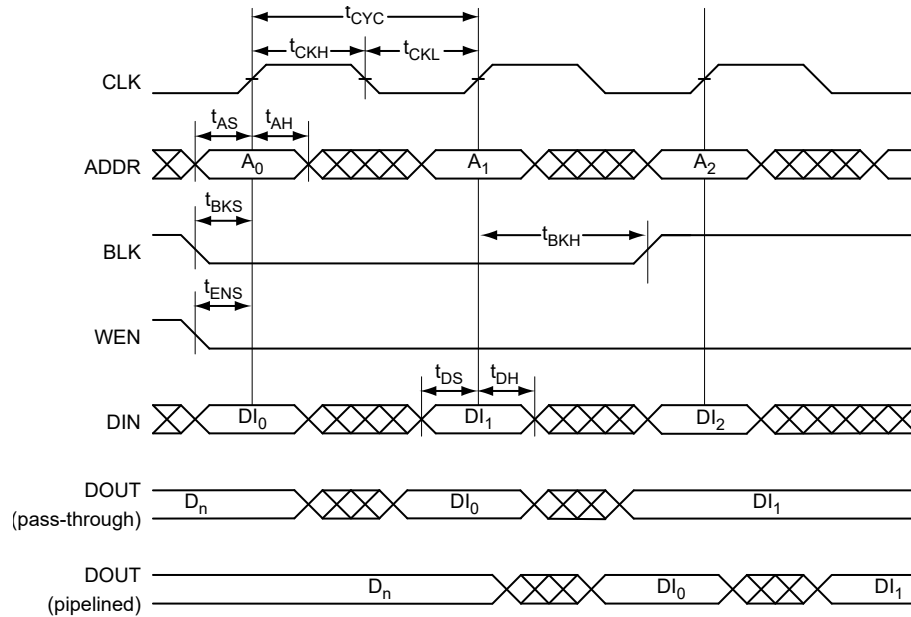 tCYC
tCKH tCKL
CLK
tAS tAH
ADDR A0 A1 A2
tBKS
tBKH
BLK
tENS
WEN
tDS tDH
DIN DI0 DI1 DI2
DOUT
(pass-through)
Dn DI0 DI1
DOUT
(pipelined)
Dn DI0 DI1